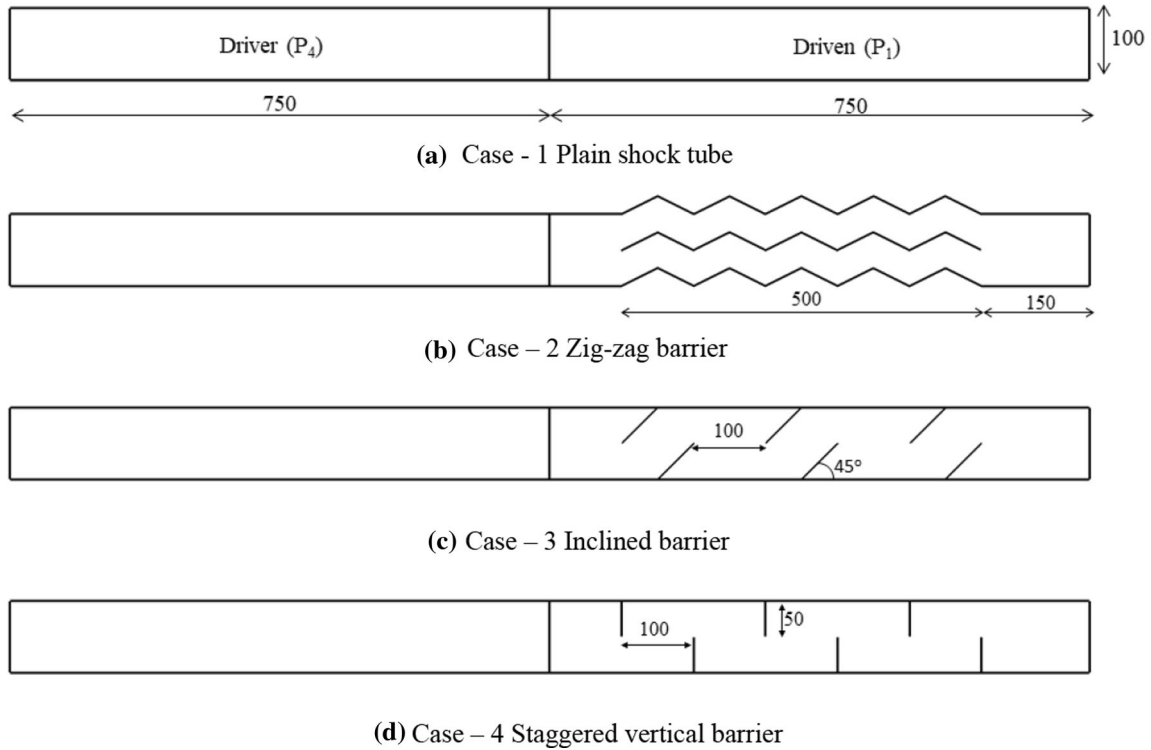 Driver (P₄)
Driven (P₁)
100
750
750
(a) Case - 1 Plain shock tube
500
150
(b) Case – 2 Zig-zag barrier
100
45°
(c) Case – 3 Inclined barrier
50
100
(d) Case – 4 Staggered vertical barrier